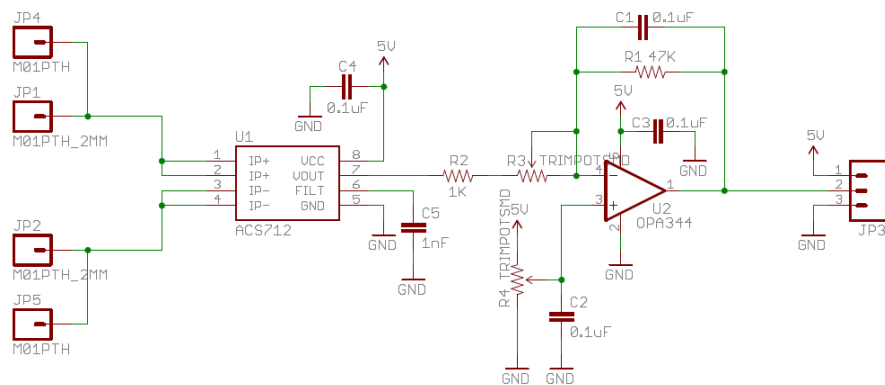 JP4
M01PTH
JP1
M01PTH_2MM
JP2
M01PTH_2MM
JP5
M01PTH
U1
1 IP+ VCC 8
2 IP+ VOUT 7
3 IP- FILT 6
4 IP- GND 5
ACS712
C4
0.1uF
GND
5V
GND
C5
1nF
GND
R2
1K
R3
TRIMPOTSMD
C1
0.1uF
R1 47K
5V
C3
0.1uF
GND
4
3
1
6
2
U2
OPA344
GND
5V
R4 TRIMPOTSMD
GND
C2
0.1uF
GND
5V
1
2
3
GND
JP3